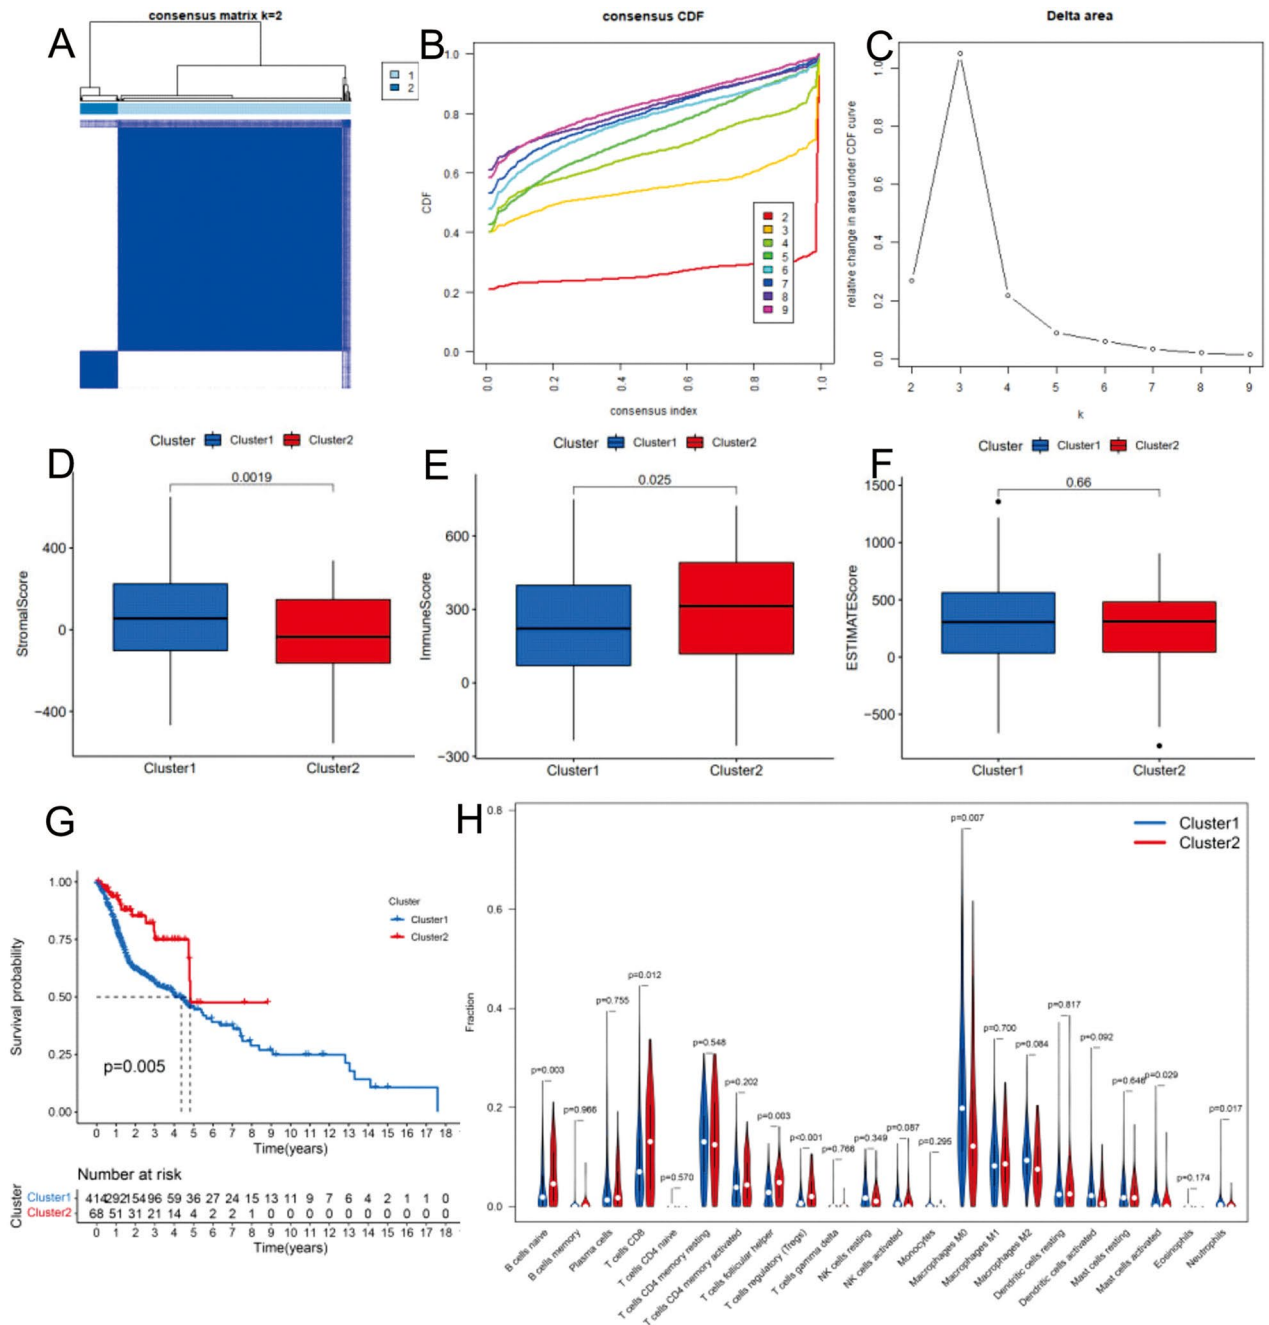 A
consensus matrix k=2
1
2
B
consensus CDF
CDF
1.0
0.8
0.6
0.4
0.2
0.0
2
3
4
5
6
7
8
9
0.0 0.2 0.4 0.6 0.8 1.0
consensus index
C
Delta area
relative change in area under CDF curve
1.0
0.8
0.6
0.4
0.2
0.0
2 3 4 5 6 7 8 9
k
D
Cluster Cluster1 Cluster2
0.0019
StromalScore
400
0
−400
Cluster1 Cluster2
E
Cluster Cluster1 Cluster2
0.025
ImmuneScore
600
300
0
−300
Cluster1 Cluster2
F
Cluster Cluster1 Cluster2
0.66
ESTIMATEScore
1500
1000
500
0
−500
Cluster1 Cluster2
G
Survival probability
1.00
0.75
0.50
0.25
0.00
Cluster
Cluster1
Cluster2
p=0.005
0 1 2 3 4 5 6 7 8 9 10 11 12 13 14 15 16 17 18
Time(years)
Number at risk
Cluster
Cluster1 414 292 154 96 59 36 27 24 15 13 11 9 7 6 4 2 1 1 0
Cluster2 68 51 31 21 14 4 2 2 1 0 0 0 0 0 0 0 0 0 0
0 1 2 3 4 5 6 7 8 9 10 11 12 13 14 15 16 17 18
Time(years)
H
Fraction
0.8
0.6
0.4
0.2
0.0
Cluster1
Cluster2
p=0.003
p=0.966
p=0.755
p=0.012
p=0.570
p=0.548
p=0.202
p=0.003
p<0.001
p=0.766
p=0.349
p=0.087
p=0.295
p=0.007
p=0.700
p=0.084
p=0.817
p=0.092
p=0.646
p=0.029
p=0.174
p=0.017
B cells naive
B cells memory
Plasma cells
T cells CD8
T cells CD4 naive
T cells CD4 memory resting
T cells CD4 memory activated
T cells follicular helper
T cells regulatory (Tregs)
T cells gamma delta
NK cells resting
NK cells activated
Monocytes
Macrophages M0
Macrophages M1
Macrophages M2
Dendritic cells resting
Dendritic cells activated
Mast cells resting
Mast cells activated
Eosinophils
Neutrophils